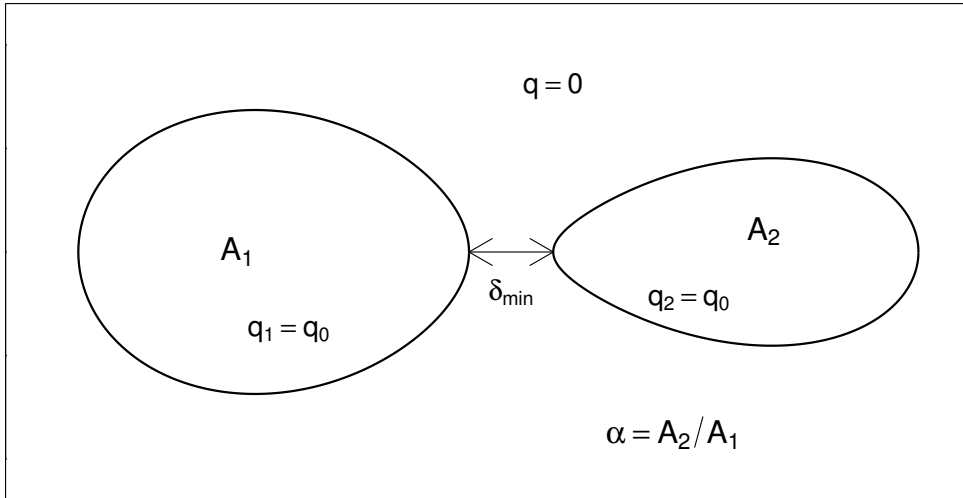 q = 0
A₁
A₂
δmin
q₂ = q₀
q₁ = q₀
α = A₂/A₁